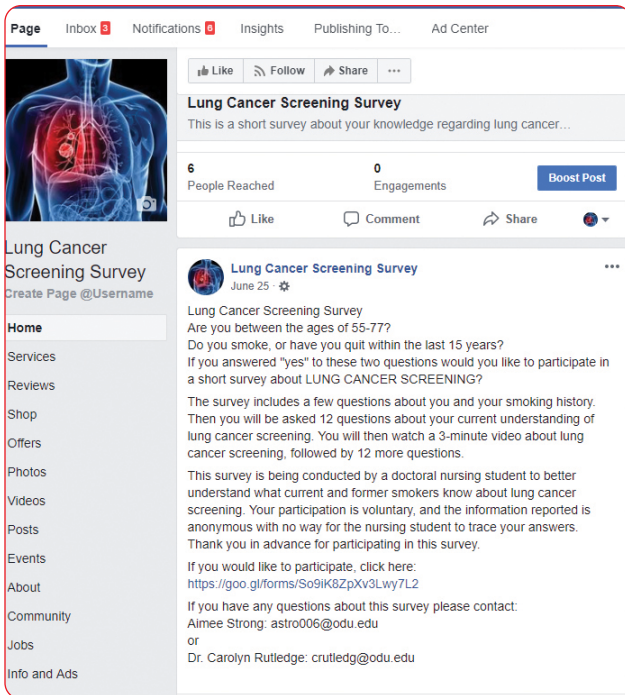 Page Inbox 3 Notifications 6 Insights Publishing To... Ad Center
Like Follow Share ...
Lung Cancer Screening Survey
This is a short survey about your knowledge regarding lung cancer...
6 0
People Reached Engagements
Boost Post
Like Comment Share
Lung Cancer
Screening Survey
Create Page @Username
Home
Services
Reviews
Shop
Offers
Photos
Videos
Posts
Events
About
Community
Jobs
Info and Ads
Lung Cancer Screening Survey
June 25 ·
Lung Cancer Screening Survey
Are you between the ages of 55-77?
Do you smoke, or have you quit within the last 15 years?
If you answered "yes" to these two questions would you like to participate in
a short survey about LUNG CANCER SCREENING?
The survey includes a few questions about you and your smoking history.
Then you will be asked 12 questions about your current understanding of
lung cancer screening. You will then watch a 3-minute video about lung
cancer screening, followed by 12 more questions.
This survey is being conducted by a doctoral nursing student to better
understand what current and former smokers know about lung cancer
screening. Your participation is voluntary, and the information reported is
anonymous with no way for the nursing student to trace your answers.
Thank you in advance for participating in this survey.
If you would like to participate, click here:
https://goo.gl/forms/So9iK8ZpXv3Lwy7L2
If you have any questions about this survey please contact:
Aimee Strong: astro006@odu.edu
or
Dr. Carolyn Rutledge: crutledg@odu.edu